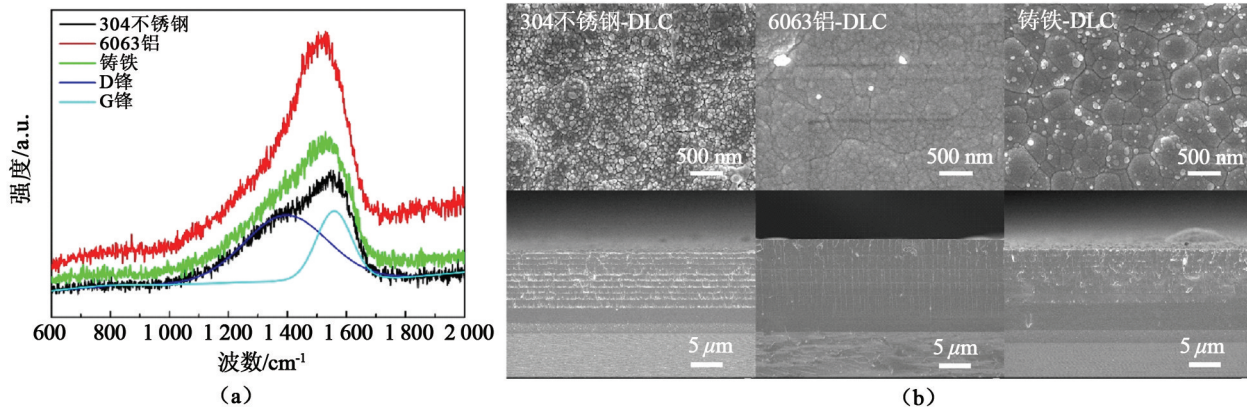 304不锈钢
6063铝
铸铁
D锋
G锋
强度/a.u.
600 800 1 000 1 200 1 400 1 600 1 800 2 000
波数/cm⁻¹
(a)
304不锈钢-DLC 6063铝-DLC 铸铁-DLC
500 nm 500 nm 500 nm
5 μm 5 μm 5 μm
(b)